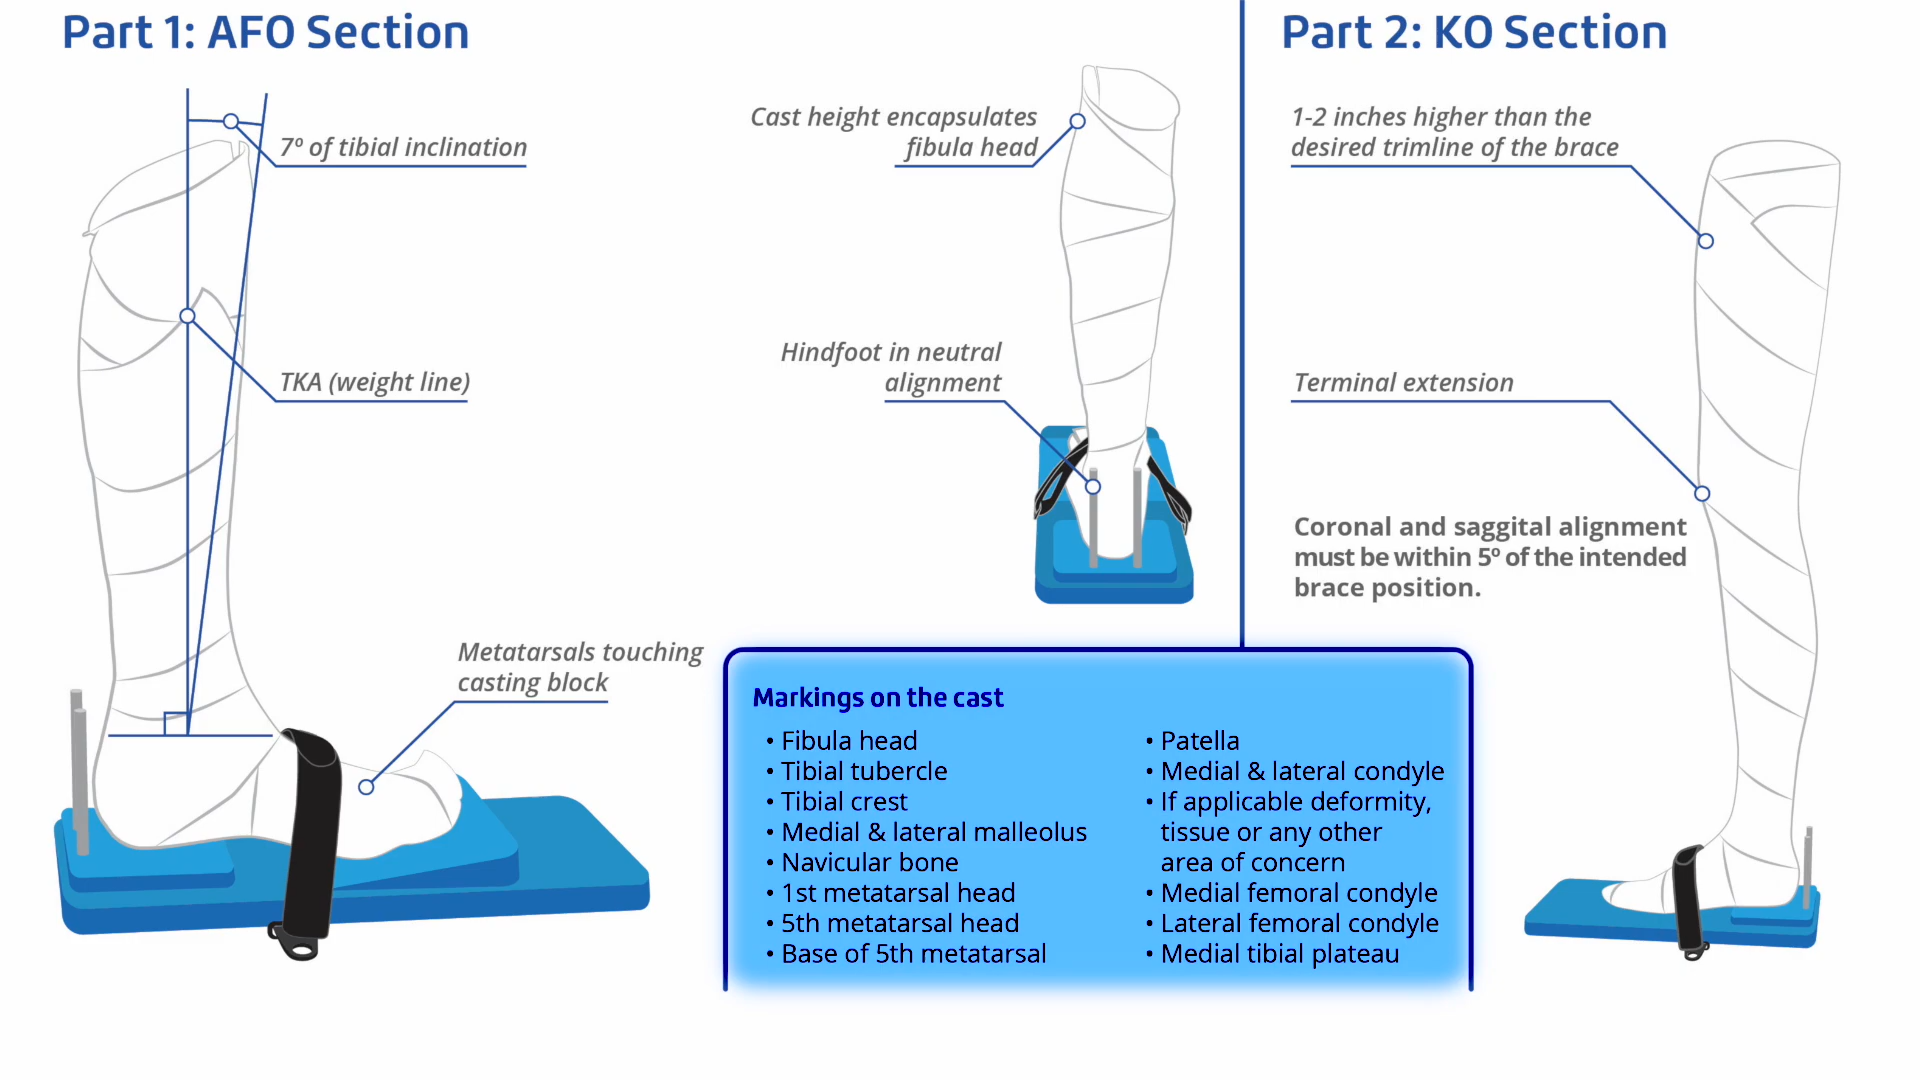 Part 1: AFO Section
7º of tibial inclination
TKA (weight line)
Metatarsals touching
casting block
Cast height encapsulates
fibula head
Hindfoot in neutral
alignment
Part 2: KO Section
1-2 inches higher than the
desired trimline of the brace
Terminal extension
Coronal and saggital alignment
must be within 5º of the intended
brace position.
Markings on the cast
• Fibula head
• Tibial tubercle
• Tibial crest
• Medial & lateral malleolus
• Navicular bone
• 1st metatarsal head
• 5th metatarsal head
• Base of 5th metatarsal
• Patella
• Medial & lateral condyle
• If applicable deformity,
tissue or any other
area of concern
• Medial femoral condyle
• Lateral femoral condyle
• Medial tibial plateau